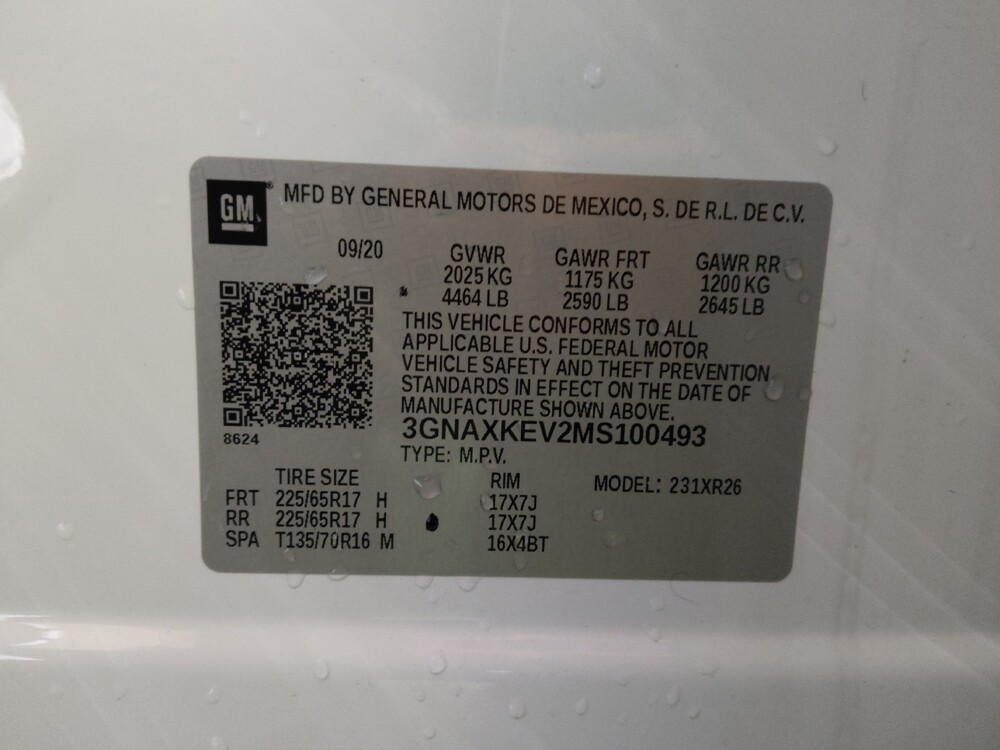 GM
MFD BY GENERAL MOTORS DE MEXICO, S. DE R.L. DE C.V.
09/20
GVWR GAWR FRT GAWR RR
2025 KG 1175 KG 1200 KG
4464 LB 2590 LB 2645 LB
THIS VEHICLE CONFORMS TO ALL
APPLICABLE U.S. FEDERAL MOTOR
VEHICLE SAFETY AND THEFT PREVENTION
STANDARDS IN EFFECT ON THE DATE OF
MANUFACTURE SHOWN ABOVE.
8624
3GNAXKEV2MS100493
TYPE: M.P.V.
TIRE SIZE RIM MODEL: 231XR26
FRT 225/65R17 H 17X7J
RR 225/65R17 H 17X7J
SPA T135/70R16 M 16X4BT